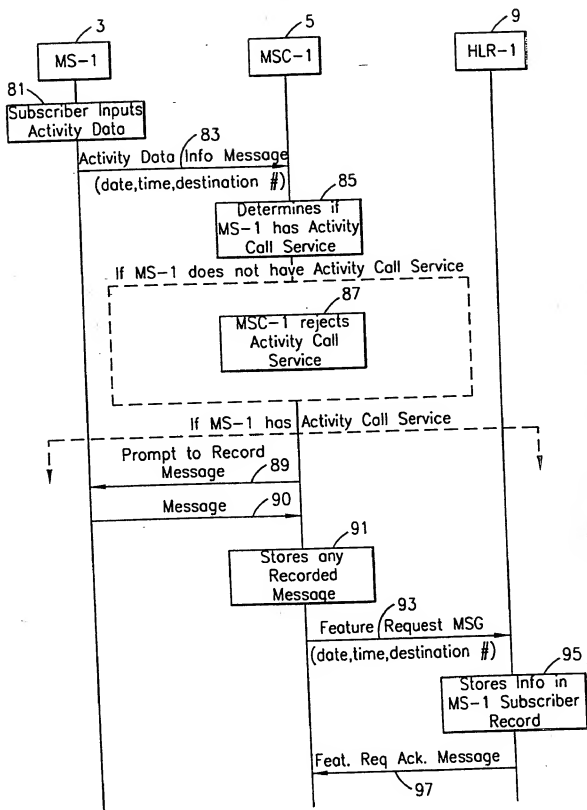 3
5
9
MS-1
MSC-1
HLR-1
81
Subscriber Inputs
Activity Data
83
Activity Data Info Message
(date,time,destination #)
85
Determines if
MS-1 has Activity
Call Service
If MS-1 does not have Activity Call Service
87
MSC-1 rejects
Activity Call
Service
If MS-1 has Activity Call Service
Prompt to Record
Message
89
Message
90
91
Stores any
Recorded
Message
93
Feature Request MSG
(date,time,destination #)
95
Stores Info in
MS-1 Subscriber
Record
Feat. Req Ack. Message
97